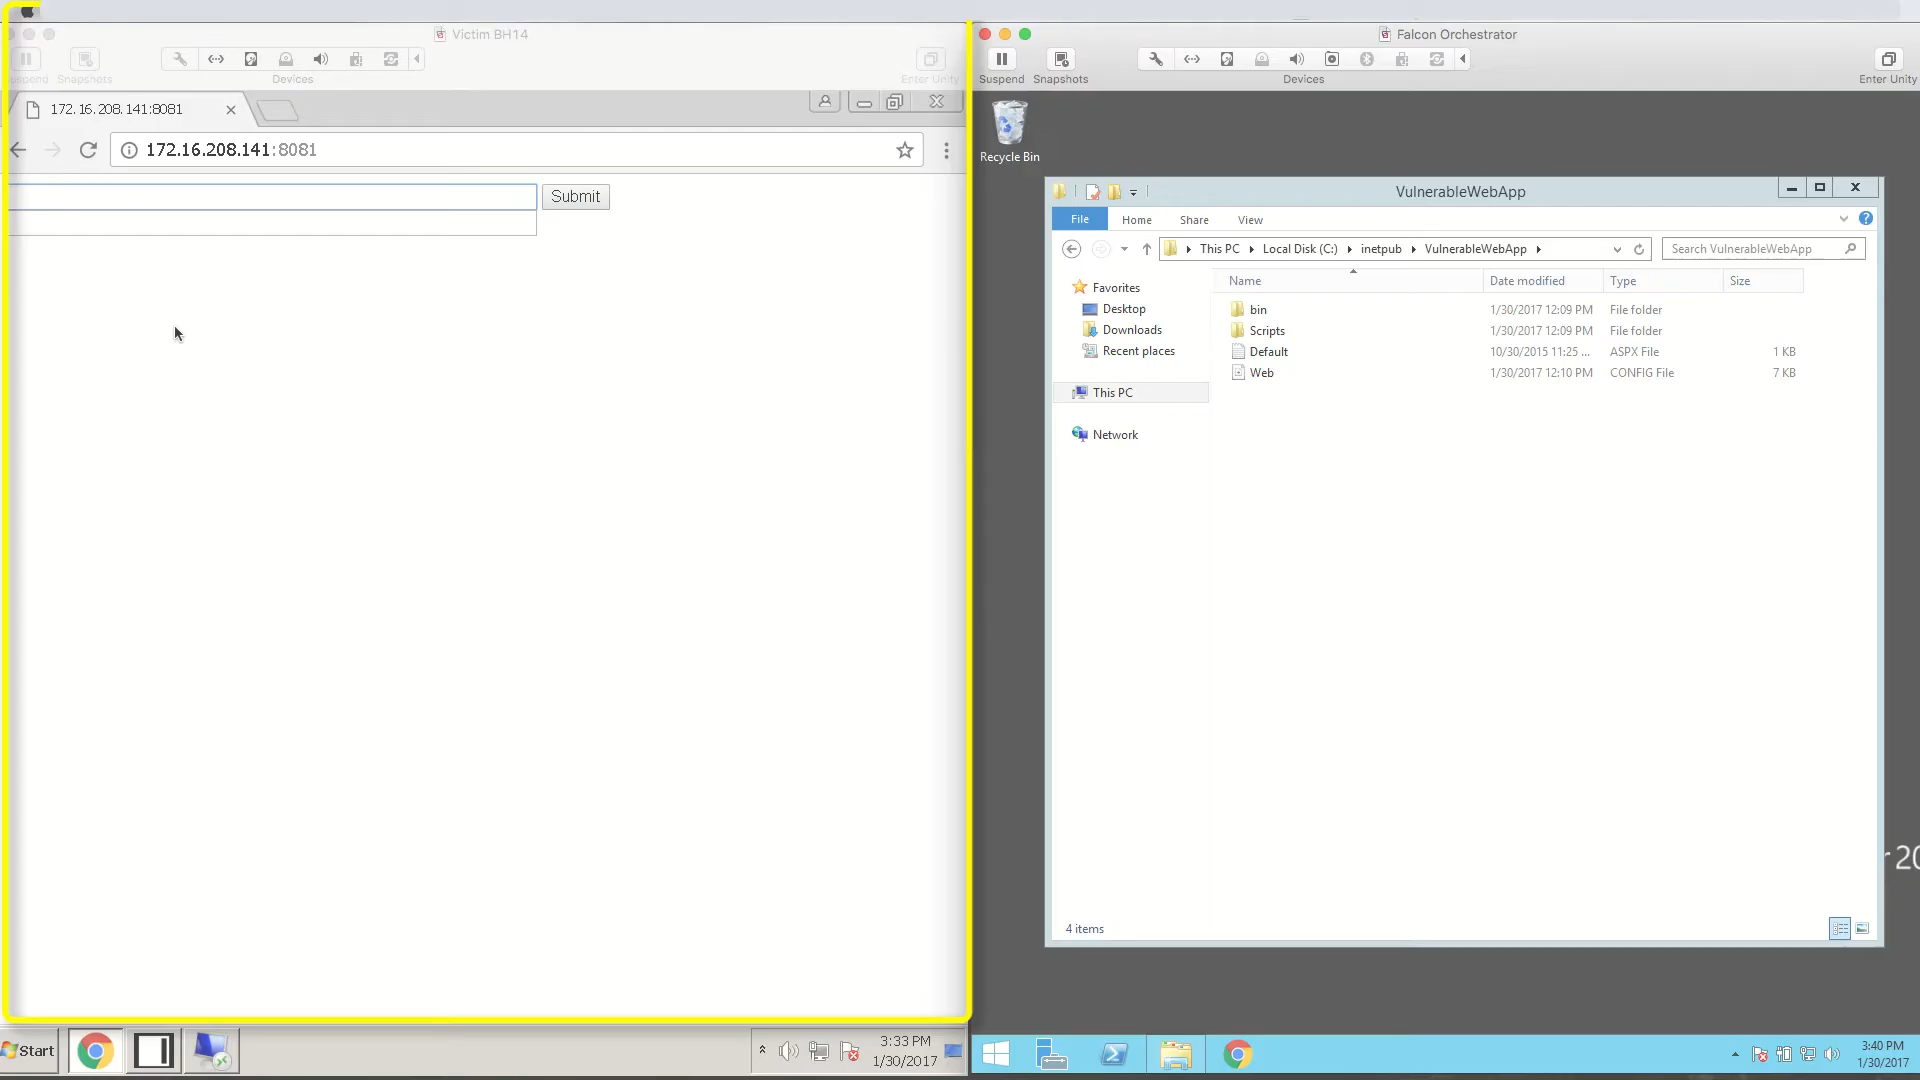 Victim BH14
Snapshots
Devices
Enter Unity
172.16.208.141:8081
172.16.208.141:8081
Submit
Start
3:33 PM
1/30/2017
Falcon Orchestrator
Suspend
Snapshots
Devices
Enter Unity
Recycle Bin
VulnerableWebApp
File
Home
Share
View
This PC
Local Disk (C:)
inetpub
VulnerableWebApp
Search VulnerableWebApp
Name
Date modified
Type
Size
Favorites
Desktop
Downloads
Recent places
This PC
Network
bin 1/30/2017 12:09 PM File folder
Scripts 1/30/2017 12:09 PM File folder
Default 10/30/2015 11:25 ... ASPX File 1 KB
Web 1/30/2017 12:10 PM CONFIG File 7 KB
4 items
3:40 PM
1/30/2017